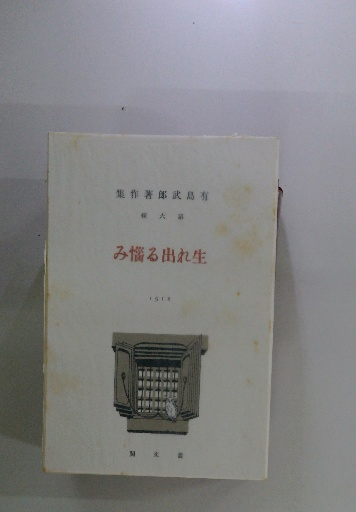 有島武郎著作集
第六輯
生れ出る悩み
1918
叢文閣